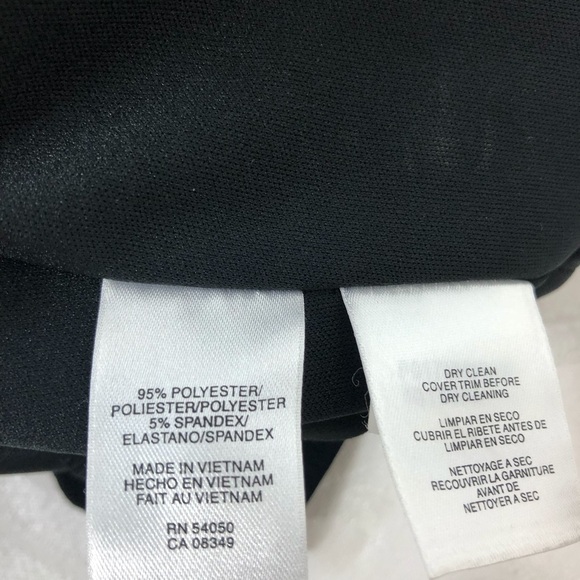 95% POLYESTER/
POLIESTER/POLYESTER
5% SPANDEX/
ELASTANO/SPANDEX
MADE IN VIETNAM
HECHO EN VIETNAM
FAIT AU VIETNAM
RN 54050
CA 08349
DRY CLEAN
COVER TRIM BEFORE
DRY CLEANING
LIMPIAR EN SECO
CUBRIR EL RIBETE ANTES DE
LIMPIAR EN SECO
NETTOYAGE A SEC
RECOUVRIR LA GARNITURE
AVANT DE
NETTOYER A SEC